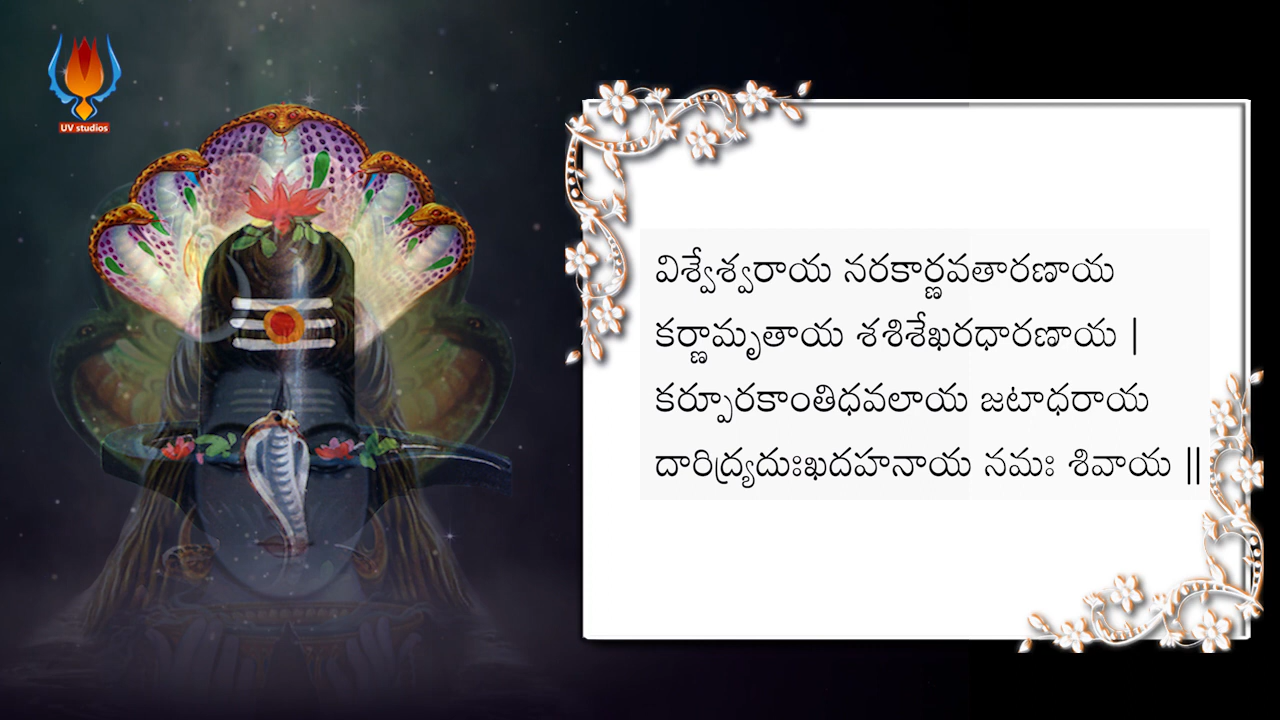 UV studios
విశ్వేశ్వరాయ నరకార్ణవతారణాయ
కర్ణామృతాయ శశిశేఖరధారణాయ |
కర్పూరకాంతిధవలాయ జటాధరాయ
దారిద్ర్యదుఃఖదహనాయ నమః శివాయ ||